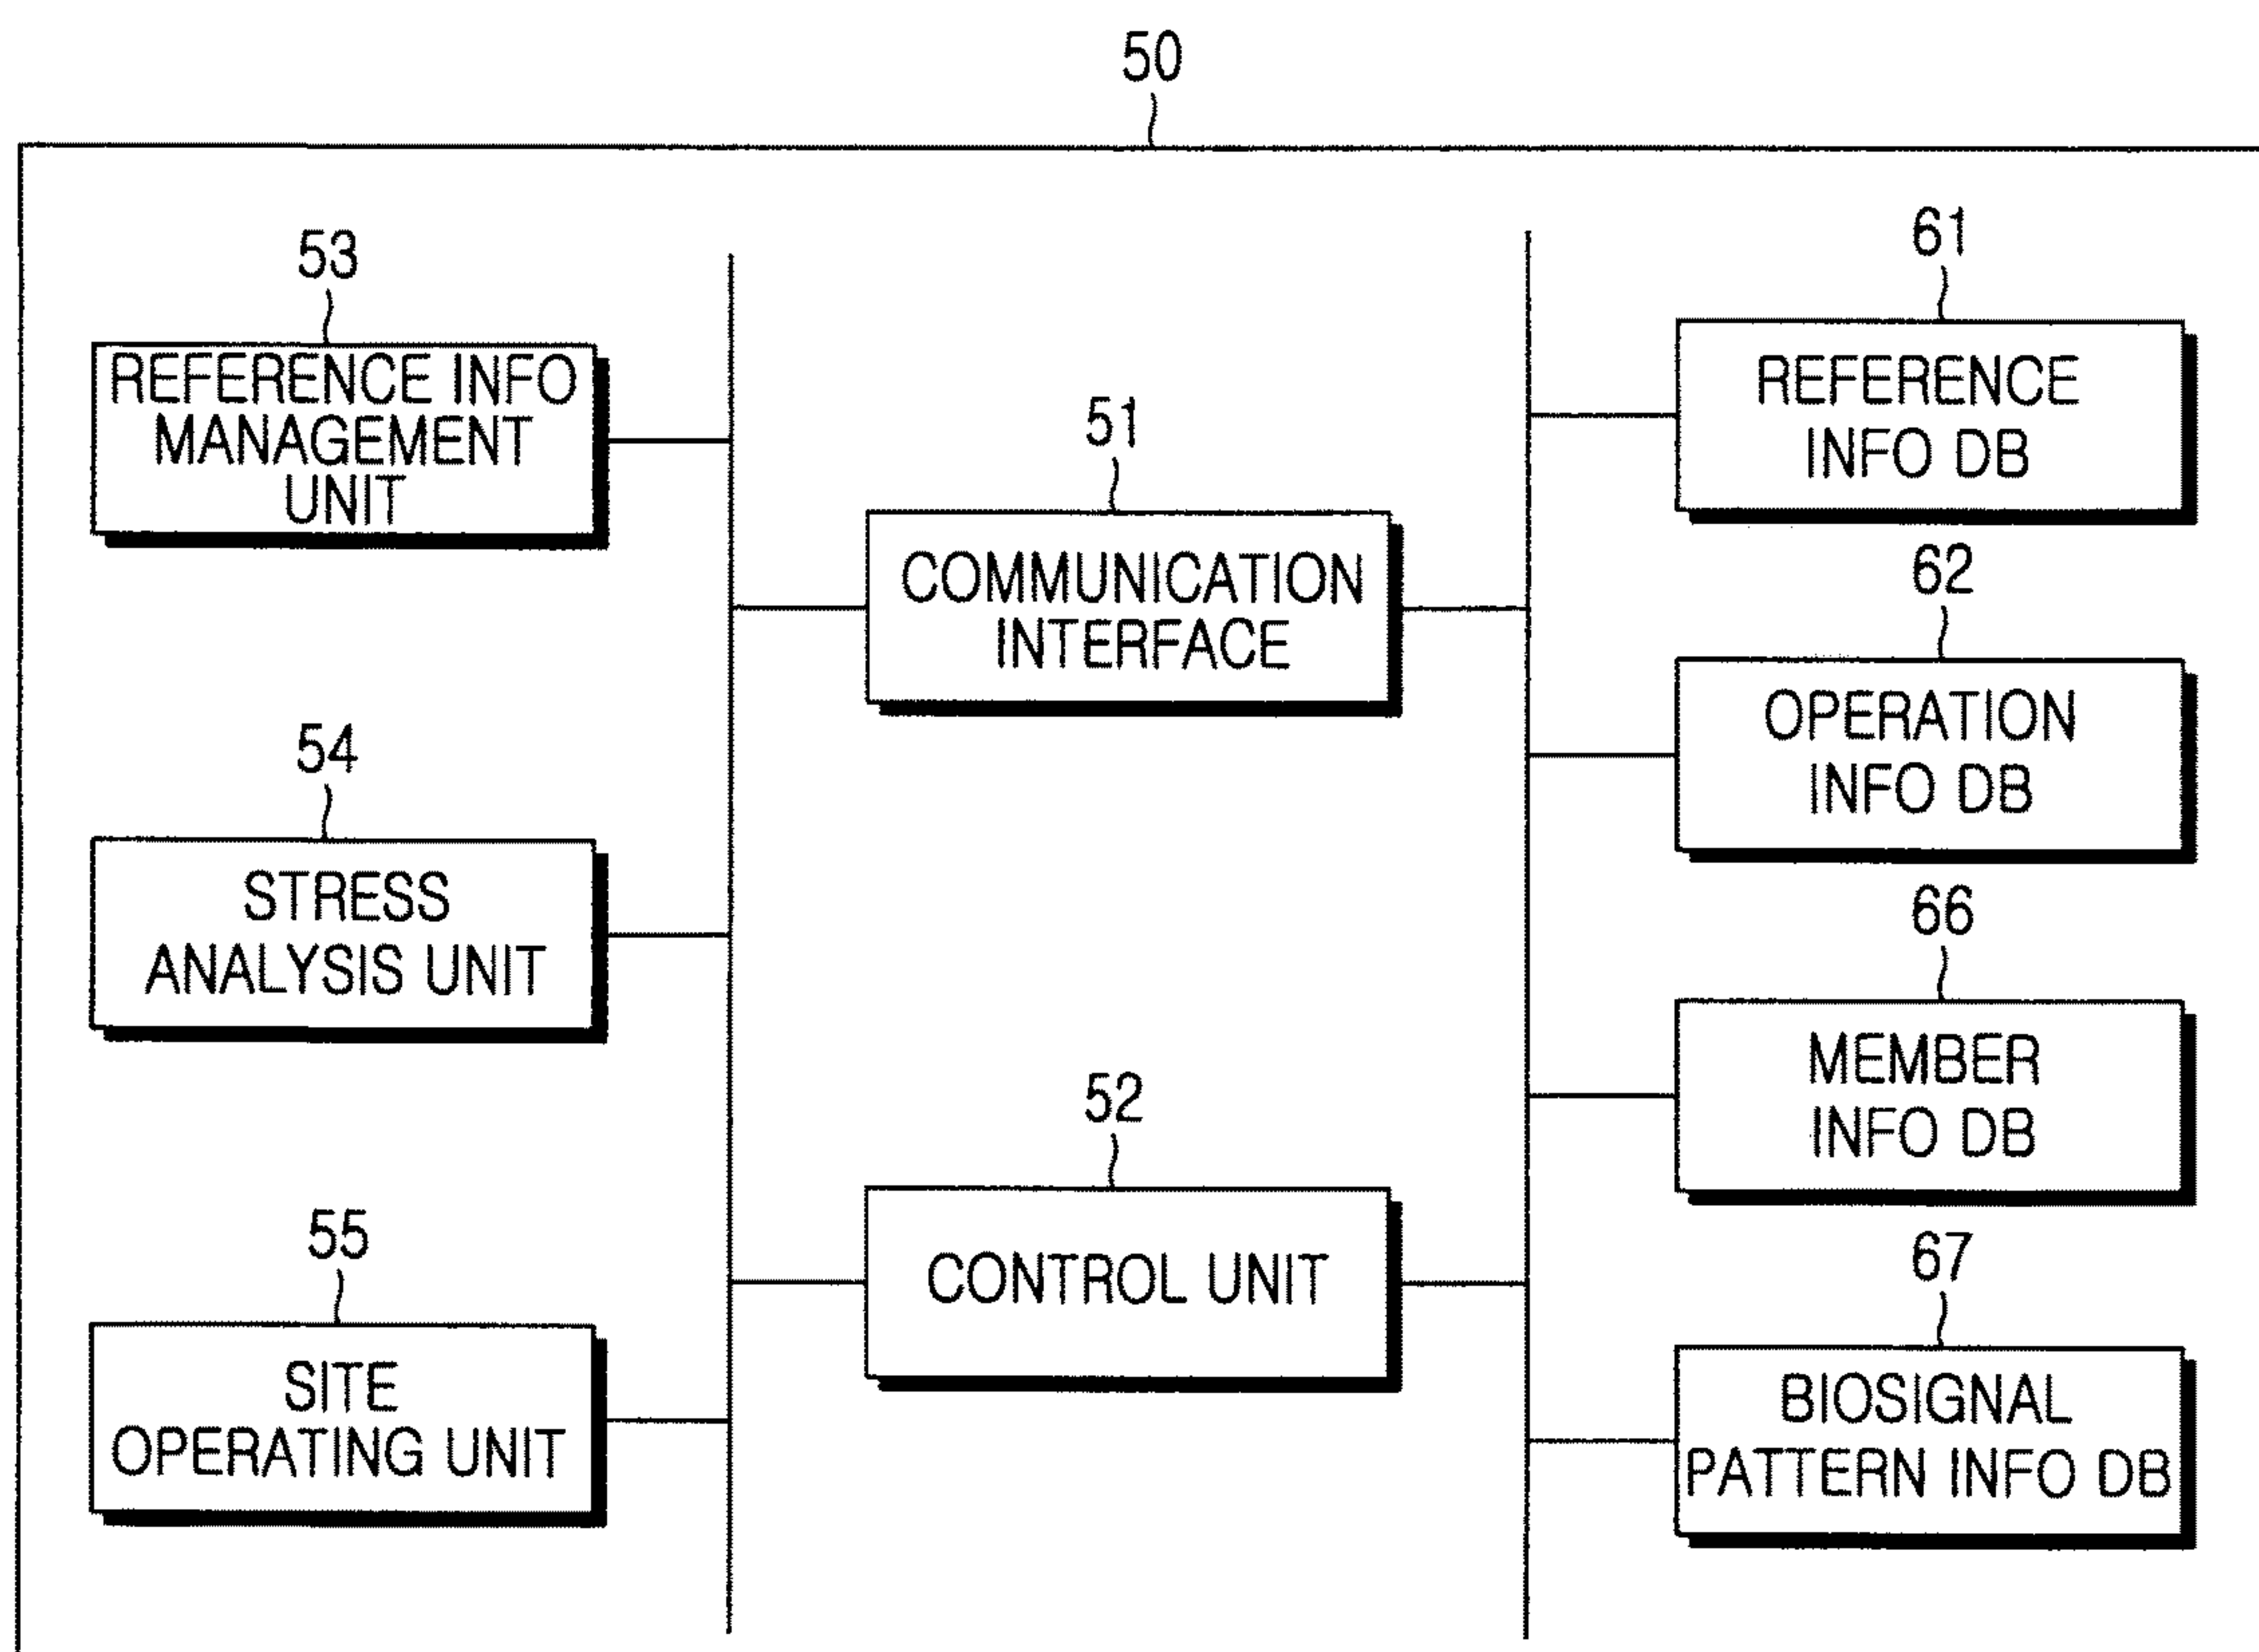 50
53
REFERENCE INFO
MANAGEMENT
UNIT
54
STRESS
ANALYSIS UNIT
55
SITE
OPERATING UNIT
51
COMMUNICATION
INTERFACE
52
CONTROL UNIT
61
REFERENCE
INFO DB
62
OPERATION
INFO DB
66
MEMBER
INFO DB
67
BIOSIGNAL
PATTERN INFO DB